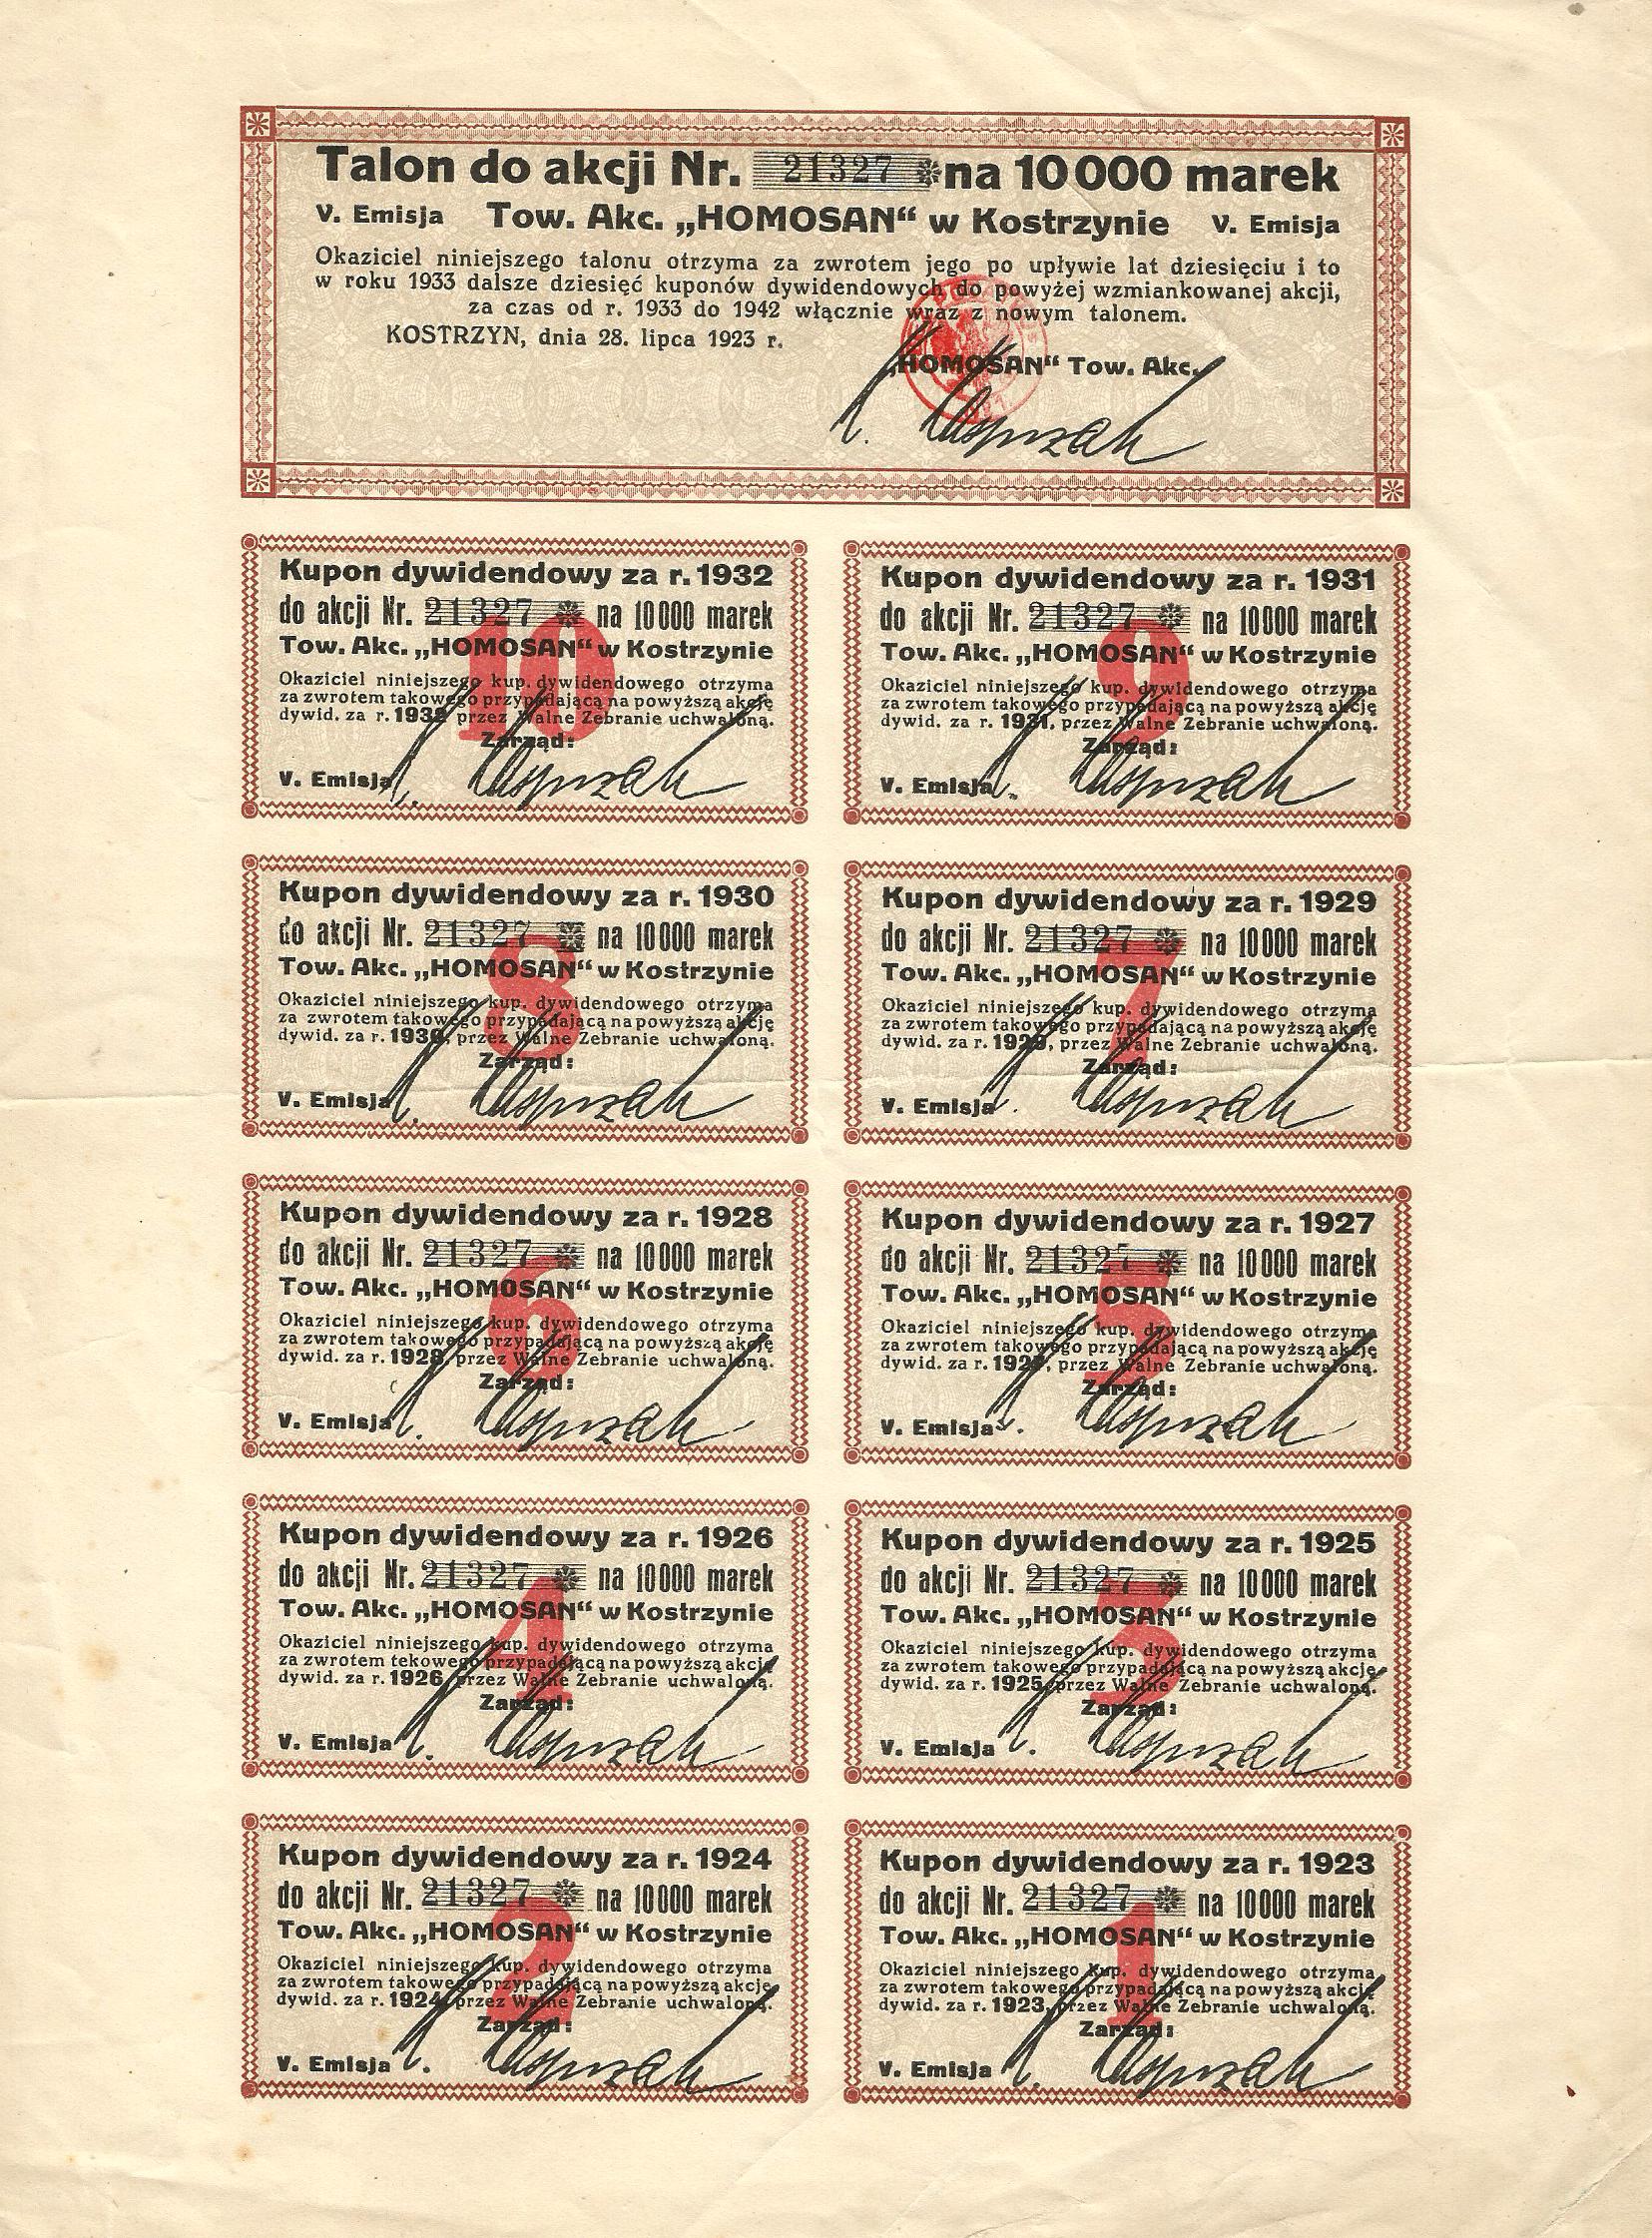 Talon do akcji Nr. 21327 na 10000 marek
V. Emisja Tow. Akc. „HOMOSAN“ w Kostrzynie V. Emisja
Okaziciel niniejszego talonu otrzyma za zwrotem jego po upływie lat dziesięciu i to
w roku 1933 dalsze dziesięć kuponów dywidendowych do powyżej wzmiankowanej akcji,
za czas od r. 1933 do 1942 włącznie wraz z nowym talonem.
KOSTRZYN, dnia 28. lipca 1923 r.
„HOMOSAN“ Tow. Akc.
Kupon dywidendowy za r. 1932
do akcji Nr. 21327 na 10000 marek
Tow. Akc. „HOMOSAN“ w Kostrzynie
10
Okaziciel niniejszego kup. dywidendowego otrzyma
za zwrotem takowego przypadającą na powyższą akcję
dywid. za r. 1932 przez Walne Zebranie uchwaloną.
Zarząd:
V. Emisja
Kupon dywidendowy za r. 1931
do akcji Nr. 21327 na 10000 marek
Tow. Akc. „HOMOSAN“ w Kostrzynie
9
Okaziciel niniejszego kup. dywidendowego otrzyma
za zwrotem takowego przypadającą na powyższą akcję
dywid. za r. 1931, przez Walne Zebranie uchwaloną.
Zarząd:
V. Emisja
Kupon dywidendowy za r. 1930
do akcji Nr. 21327 na 10000 marek
Tow. Akc. „HOMOSAN“ w Kostrzynie
8
Okaziciel niniejszego kup. dywidendowego otrzyma
za zwrotem takowego przypadającą na powyższą akcję
dywid. za r. 1930, przez Walne Zebranie uchwaloną.
Zarząd:
V. Emisja
Kupon dywidendowy za r. 1929
do akcji Nr. 21327 na 10000 marek
Tow. Akc. „HOMOSAN“ w Kostrzynie
7
Okaziciel niniejszego kup. dywidendowego otrzyma
za zwrotem takowego przypadającą na powyższą akcję
dywid. za r. 1929, przez Walne Zebranie uchwaloną.
Zarząd:
V. Emisja
Kupon dywidendowy za r. 1928
do akcji Nr. 21327 na 10000 marek
Tow. Akc. „HOMOSAN“ w Kostrzynie
6
Okaziciel niniejszego kup. dywidendowego otrzyma
za zwrotem takowego przypadającą na powyższą akcję
dywid. za r. 1928, przez Walne Zebranie uchwaloną.
Zarząd:
V. Emisja
Kupon dywidendowy za r. 1927
do akcji Nr. 21327 na 10000 marek
Tow. Akc. „HOMOSAN“ w Kostrzynie
5
Okaziciel niniejszego kup. dywidendowego otrzyma
za zwrotem takowego przypadającą na powyższą akcję
dywid. za r. 1927, przez Walne Zebranie uchwaloną.
Zarząd:
V. Emisja
Kupon dywidendowy za r. 1926
do akcji Nr. 21327 na 10000 marek
Tow. Akc. „HOMOSAN“ w Kostrzynie
4
Okaziciel niniejszego kup. dywidendowego otrzyma
za zwrotem tekowego przypadającą na powyższą akcję
dywid. za r. 1926, przez Walne Zebranie uchwaloną.
Zarząd:
V. Emisja
Kupon dywidendowy za r. 1925
do akcji Nr. 21327 na 10000 marek
Tow. Akc. „HOMOSAN“ w Kostrzynie
3
Okaziciel niniejszego kup. dywidendowego otrzyma
za zwrotem takowego przypadającą na powyższą akcję
dywid. za r. 1925, przez Walne Zebranie uchwaloną.
Zarząd:
V. Emisja
Kupon dywidendowy za r. 1924
do akcji Nr. 21327 na 10000 marek
Tow. Akc. „HOMOSAN“ w Kostrzynie
2
Okaziciel niniejszego kup. dywidendowego otrzyma
za zwrotem takowego przypadającą na powyższą akcję
dywid. za r. 1924, przez Walne Zebranie uchwaloną.
Zarząd:
V. Emisja
Kupon dywidendowy za r. 1923
do akcji Nr. 21327 na 10000 marek
Tow. Akc. „HOMOSAN“ w Kostrzynie
1
Okaziciel niniejszego kup. dywidendowego otrzyma
za zwrotem takowego przypadającą na powyższą akcję
dywid. za r. 1923, przez Walne Zebranie uchwaloną.
Zarząd:
V. Emisja